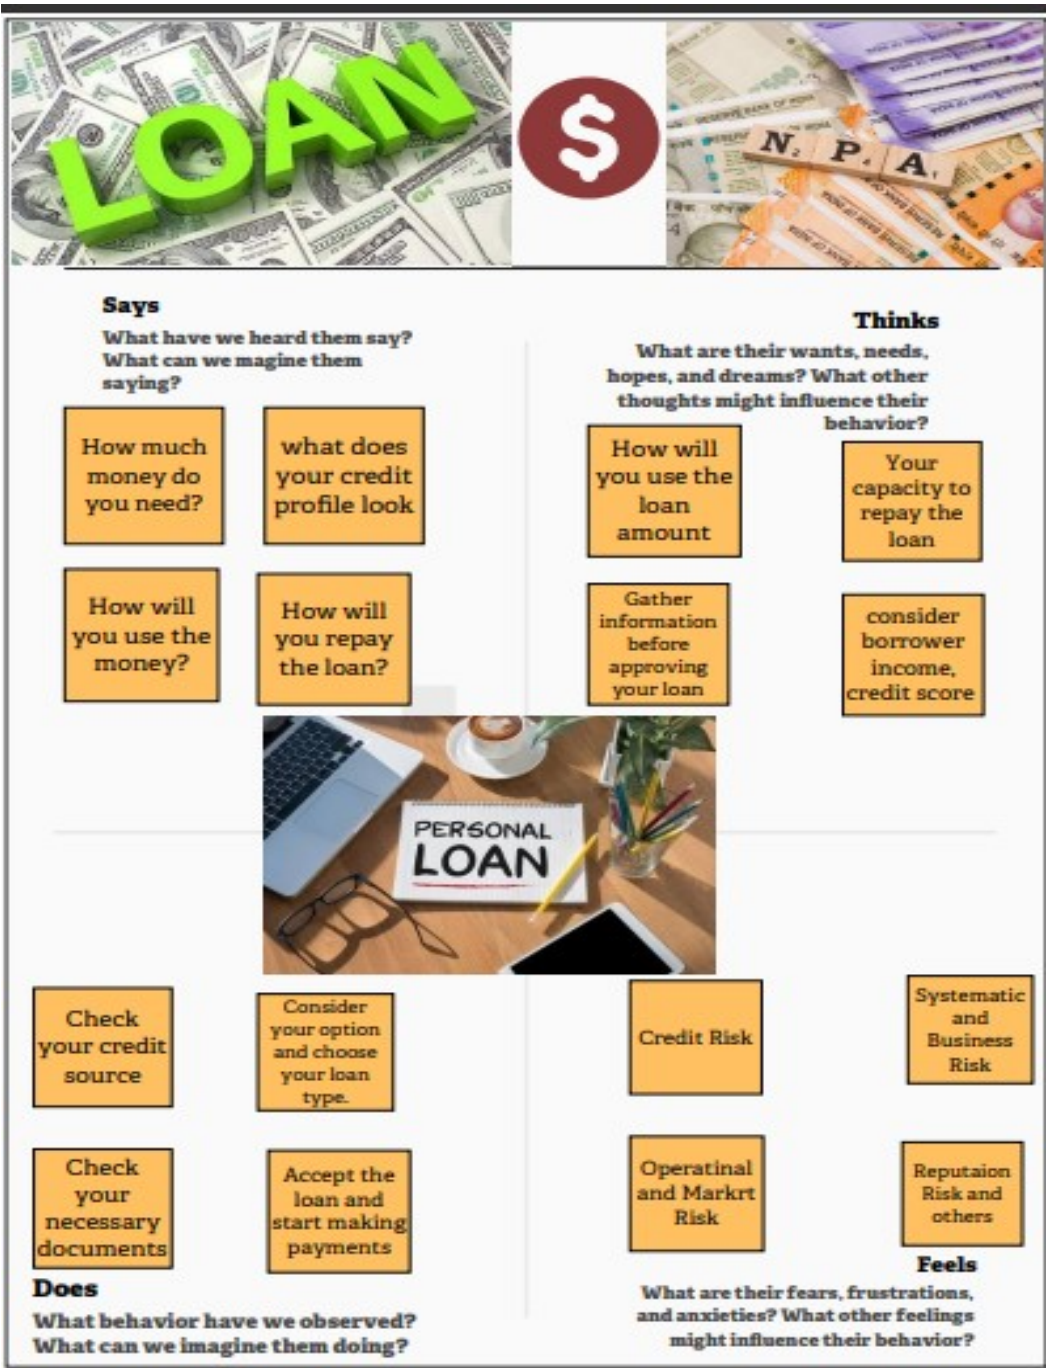 LOAN
$
N P A
RESERVE BANK OF INDIA
Says
What have we heard them say?
What can we magine them
saying?
Thinks
What are their wants, needs,
hopes, and dreams? What other
thoughts might influence their
behavior?
How much
money do
you need?
what does
your credit
profile look
How will
you use the
loan
amount
Your
capacity to
repay the
loan
How will
you use the
money?
How will
you repay
the loan?
Gather
information
before
approving
your loan
consider
borrower
income,
credit score
PERSONAL
LOAN
Check
your credit
source
Consider
your option
and choose
your loan
type.
Credit Risk
Systematic
and
Business
Risk
Check
your
necessary
documents
Accept the
loan and
start making
payments
Operatinal
and Markrt
Risk
Reputaion
Risk and
others
Does
What behavior have we observed?
What can we imagine them doing?
Feels
What are their fears, frustrations,
and anxieties? What other feelings
might influence their behavior?